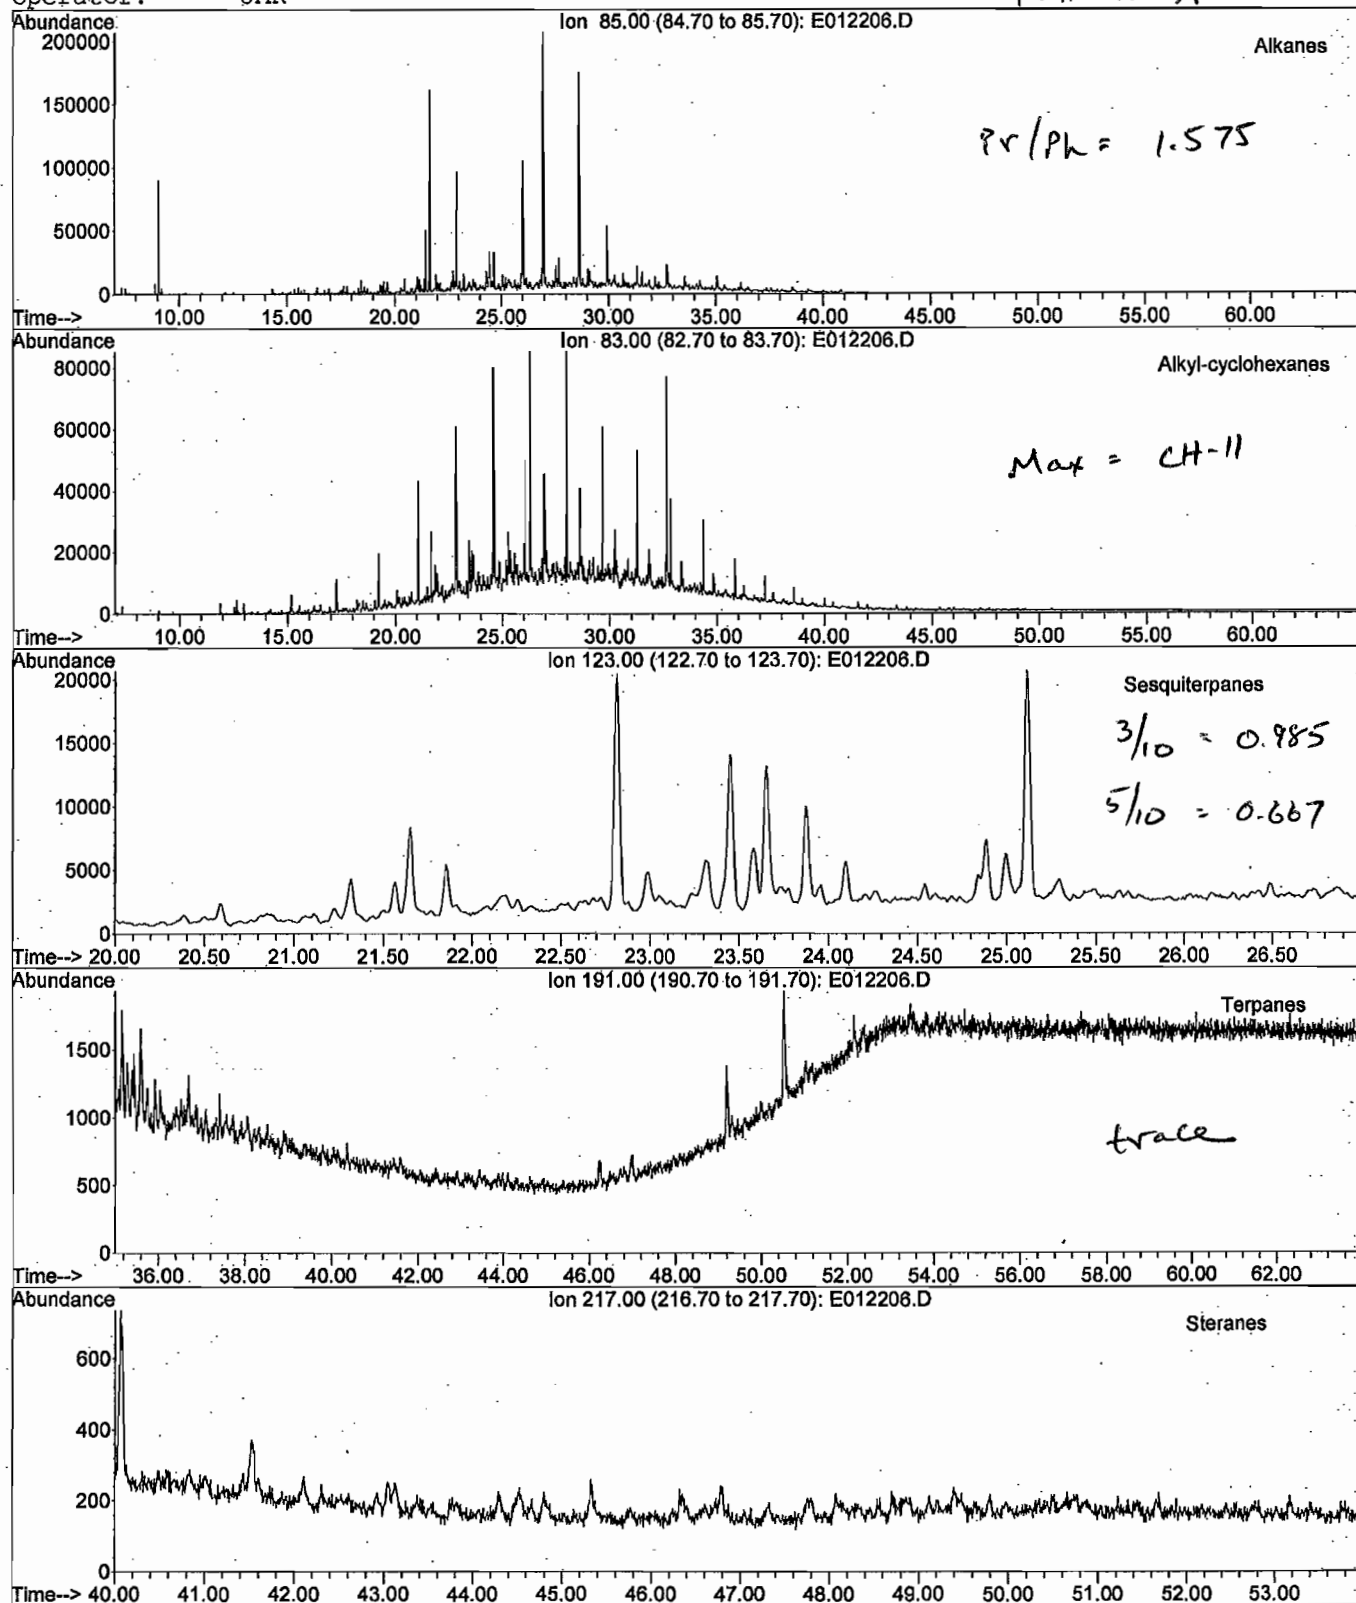 Abundance
Ion 85.00 (84.70 to 85.70): E012206.D
Alkanes
200000
150000
100000
50000
0
Pr/Ph = 1.575
Time--> 10.00 15.00 20.00 25.00 30.00 35.00 40.00 45.00 50.00 55.00 60.00
Abundance
Ion 83.00 (82.70 to 83.70): E012206.D
Alkyl-cyclohexanes
80000
60000
40000
20000
0
Max = CH-11
Time--> 10.00 15.00 20.00 25.00 30.00 35.00 40.00 45.00 50.00 55.00 60.00
Abundance
Ion 123.00 (122.70 to 123.70): E012206.D
Sesquiterpanes
20000
15000
10000
5000
0
3/10 = 0.985
5/10 = 0.667
Time--> 20.00 20.50 21.00 21.50 22.00 22.50 23.00 23.50 24.00 24.50 25.00 25.50 26.00 26.50
Abundance
Ion 191.00 (190.70 to 191.70): E012206.D
Terpanes
1500
1000
500
0
trace
Time--> 36.00 38.00 40.00 42.00 44.00 46.00 48.00 50.00 52.00 54.00 56.00 58.00 60.00 62.00
Abundance
Ion 217.00 (216.70 to 217.70): E012206.D
Steranes
600
400
200
0
Time--> 40.00 41.00 42.00 43.00 44.00 45.00 46.00 47.00 48.00 49.00 50.00 51.00 52.00 53.00